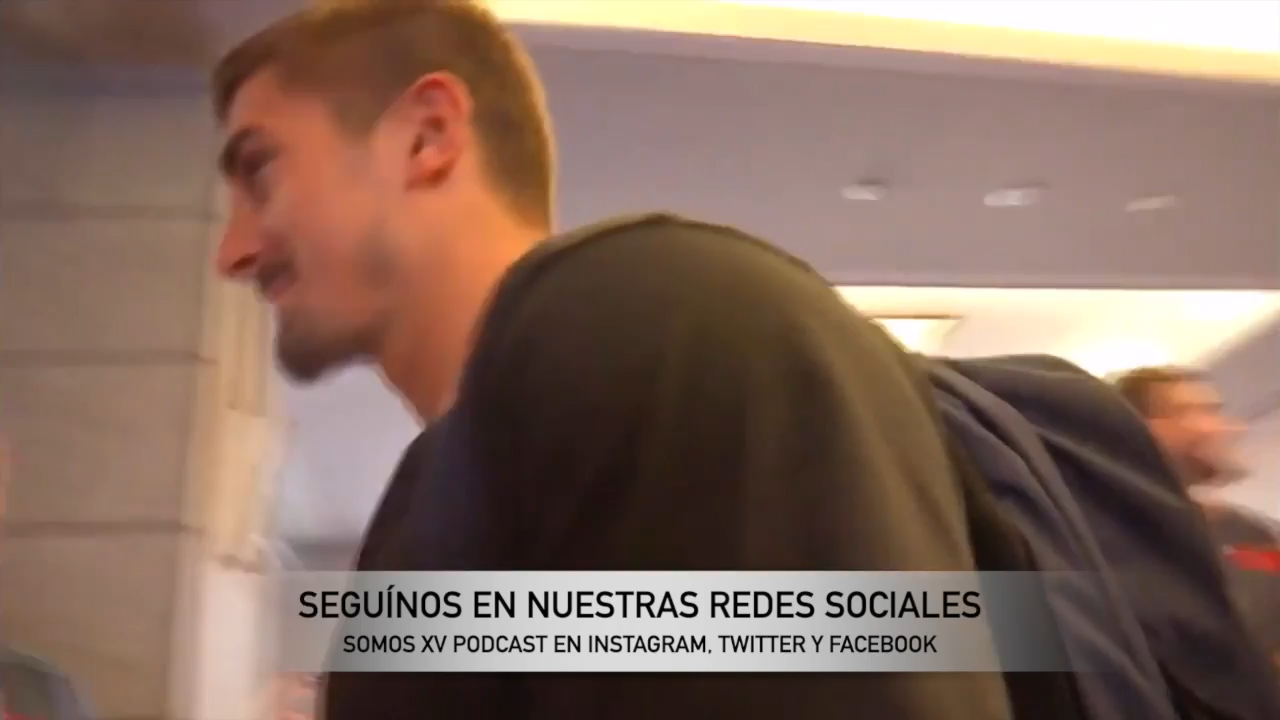 SEGUÍNOS EN NUESTRAS REDES SOCIALES
SOMOS XV PODCAST EN INSTAGRAM, TWITTER Y FACEBOOK